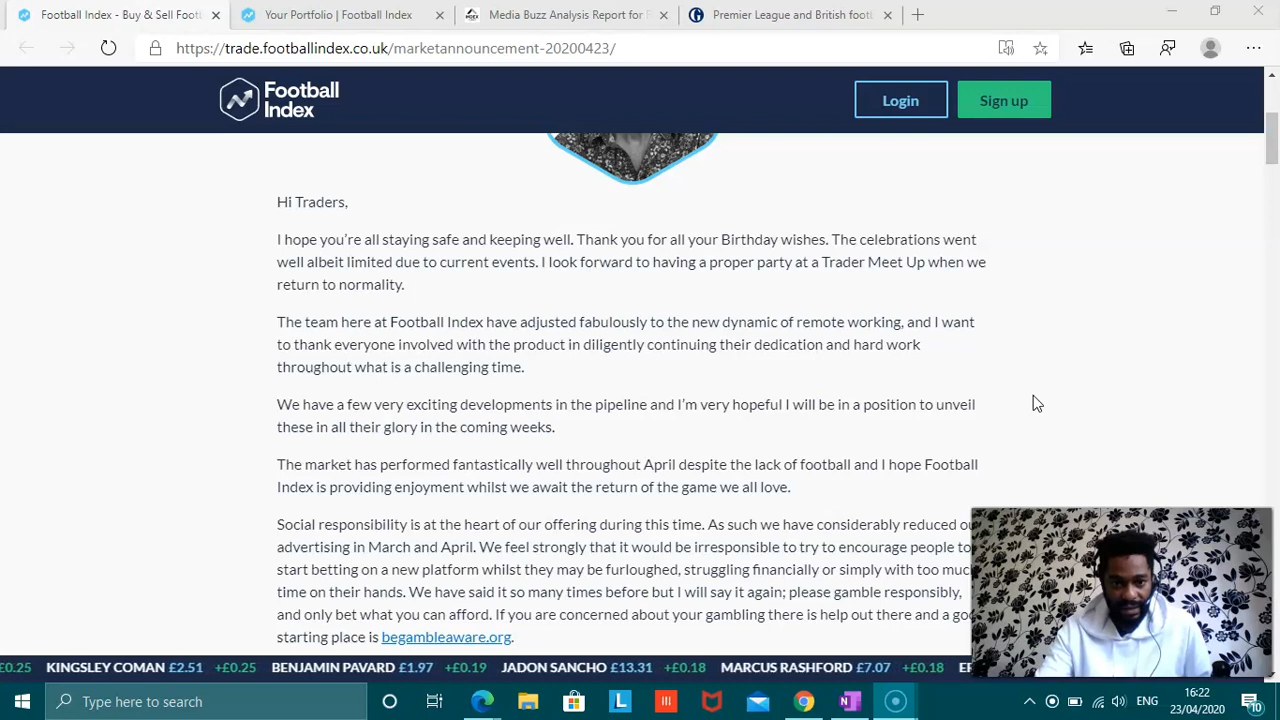 Football Index - Buy & Sell Footb
Your Portfolio | Football Index
Media Buzz Analysis Report for F
Premier League and British footb
https://trade.footballindex.co.uk/marketannouncement-20200423/
Football
Index
Login
Sign up
Hi Traders,
I hope you're all staying safe and keeping well. Thank you for all your Birthday wishes. The celebrations went
well albeit limited due to current events. I look forward to having a proper party at a Trader Meet Up when we
return to normality.
The team here at Football Index have adjusted fabulously to the new dynamic of remote working, and I want
to thank everyone involved with the product in diligently continuing their dedication and hard work
throughout what is a challenging time.
We have a few very exciting developments in the pipeline and I'm very hopeful I will be in a position to unveil
these in all their glory in the coming weeks.
The market has performed fantastically well throughout April despite the lack of football and I hope Football
Index is providing enjoyment whilst we await the return of the game we all love.
Social responsibility is at the heart of our offering during this time. As such we have considerably reduced ou
advertising in March and April. We feel strongly that it would be irresponsible to try to encourage people to
start betting on a new platform whilst they may be furloughed, struggling financially or simply with too muc
time on their hands. We have said it so many times before but I will say it again; please gamble responsibly,
and only bet what you can afford. If you are concerned about your gambling there is help out there and a goo
starting place is begambleaware.org.
£0.25 KINGSLEY COMAN £2.51 +£0.25 BENJAMIN PAVARD £1.97 +£0.19 JADON SANCHO £13.31 +£0.18 MARCUS RASHFORD £7.07 +£0.18 ER
Type here to search
ENG
16:22
23/04/2020
10